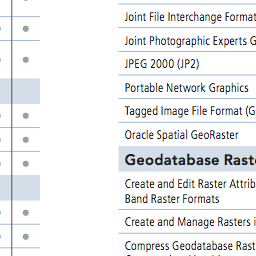 Joint File Interchange Format
Joint Photographic Experts G
JPEG 2000 (JP2)
Portable Network Graphics
Tagged Image File Format (G
Oracle Spatial GeoRaster
Geodatabase Raste
Create and Edit Raster Attrib
Band Raster Formats
Create and Manage Rasters i
Compress Geodatabase Rast